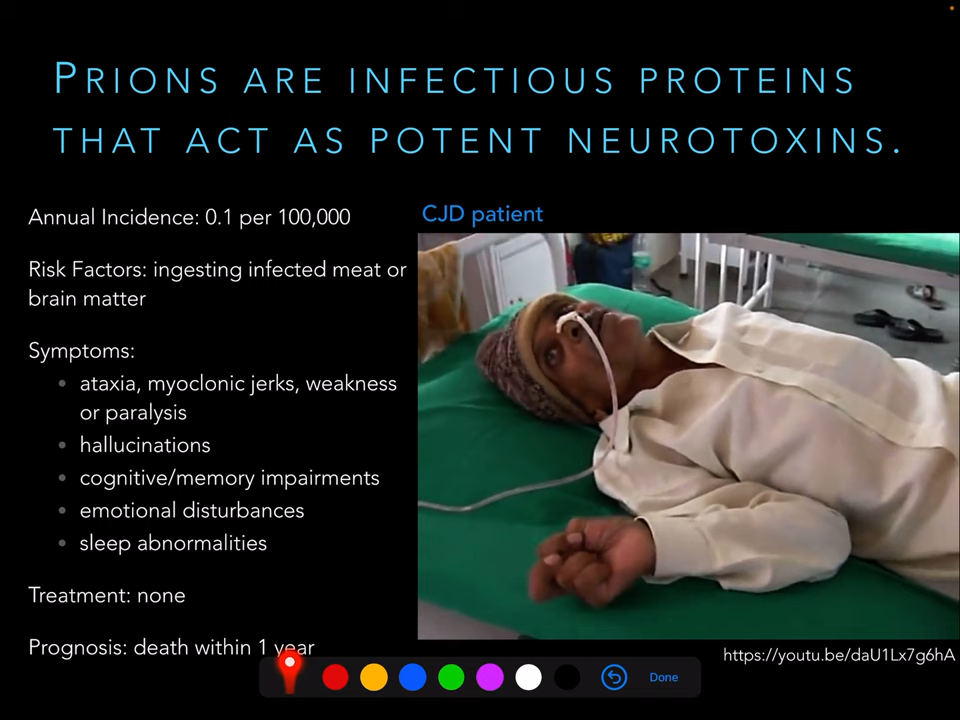 PRIONS ARE INFECTIOUS PROTEINS
THAT ACT AS POTENT NEUROTOXINS.
Annual Incidence: 0.1 per 100,000
CJD patient
Risk Factors: ingesting infected meat or
brain matter
Symptoms:
• ataxia, myoclonic jerks, weakness
or paralysis
• hallucinations
• cognitive/memory impairments
• emotional disturbances
• sleep abnormalities
Treatment: none
Prognosis: death within 1 year
https://youtu.be/daU1Lx7g6hA
Done